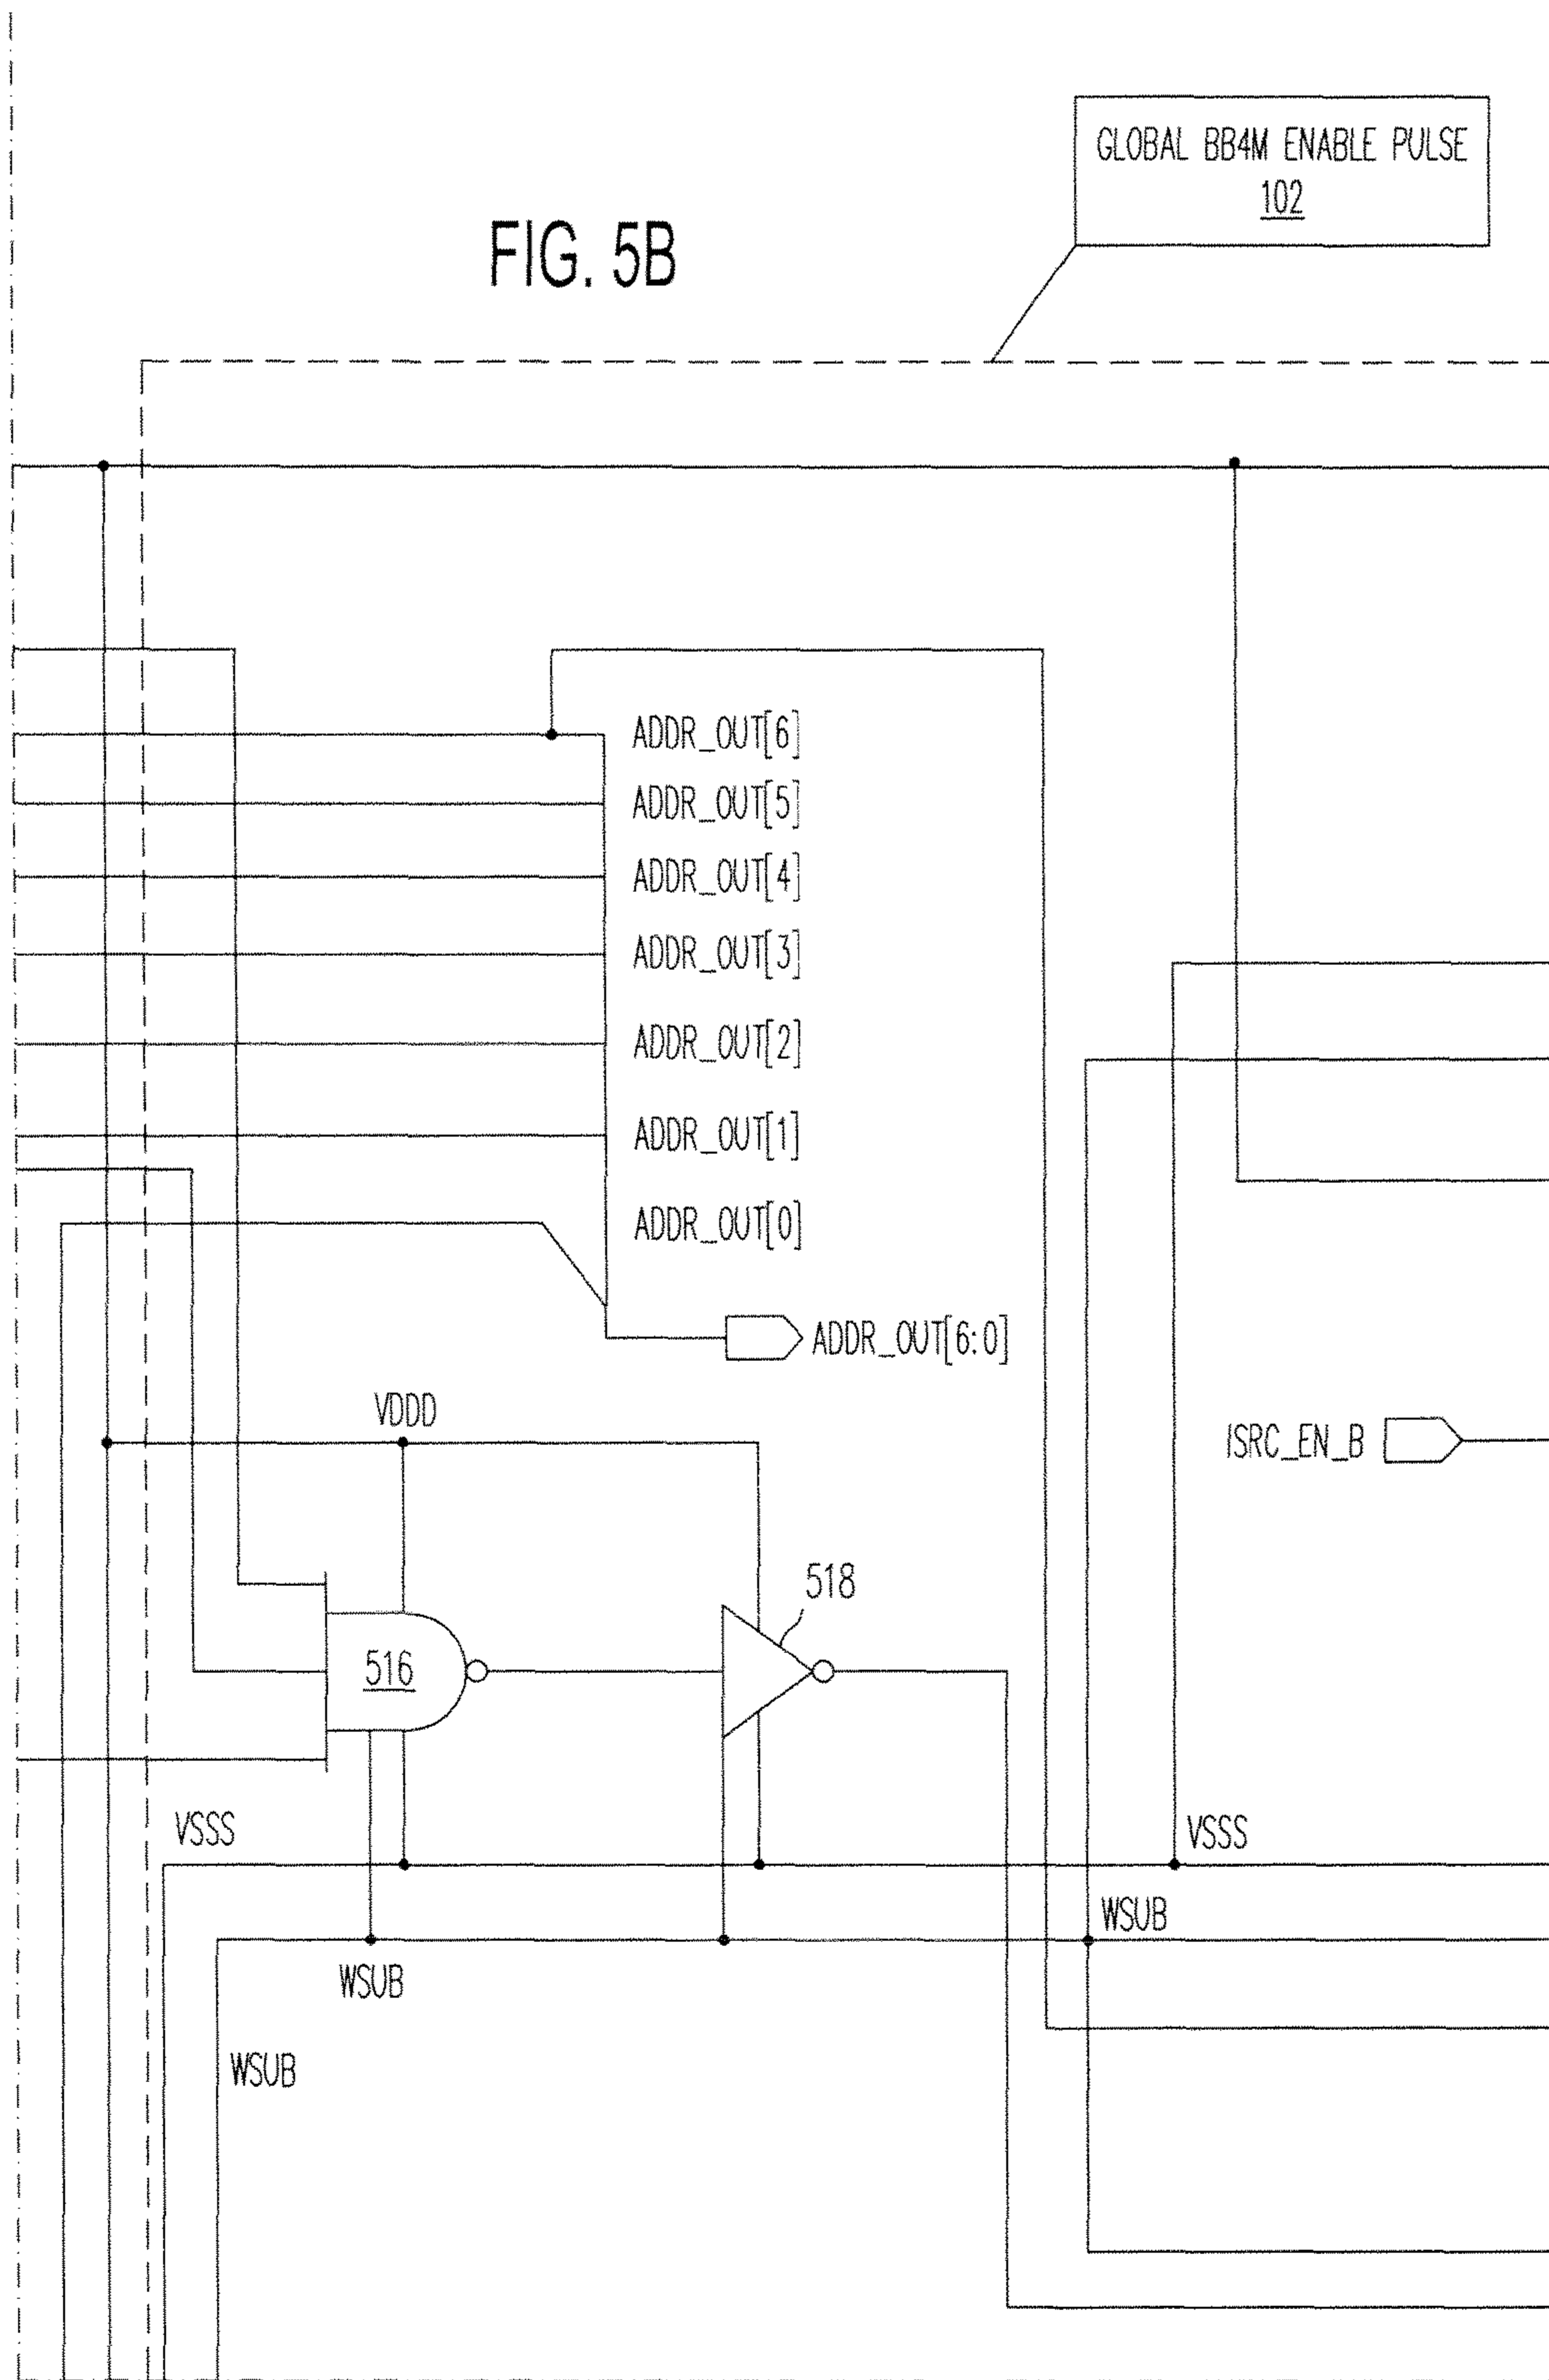 GLOBAL BB4M ENABLE PULSE
102
FIG. 5B
ADDR_OUT[6]
ADDR_OUT[5]
ADDR_OUT[4]
ADDR_OUT[3]
ADDR_OUT[2]
ADDR_OUT[1]
ADDR_OUT[0]
ADDR_OUT[6:0]
VDDD
ISRC_EN_B
518
516
VSSS
VSSS
WSUB
WSUB
WSUB